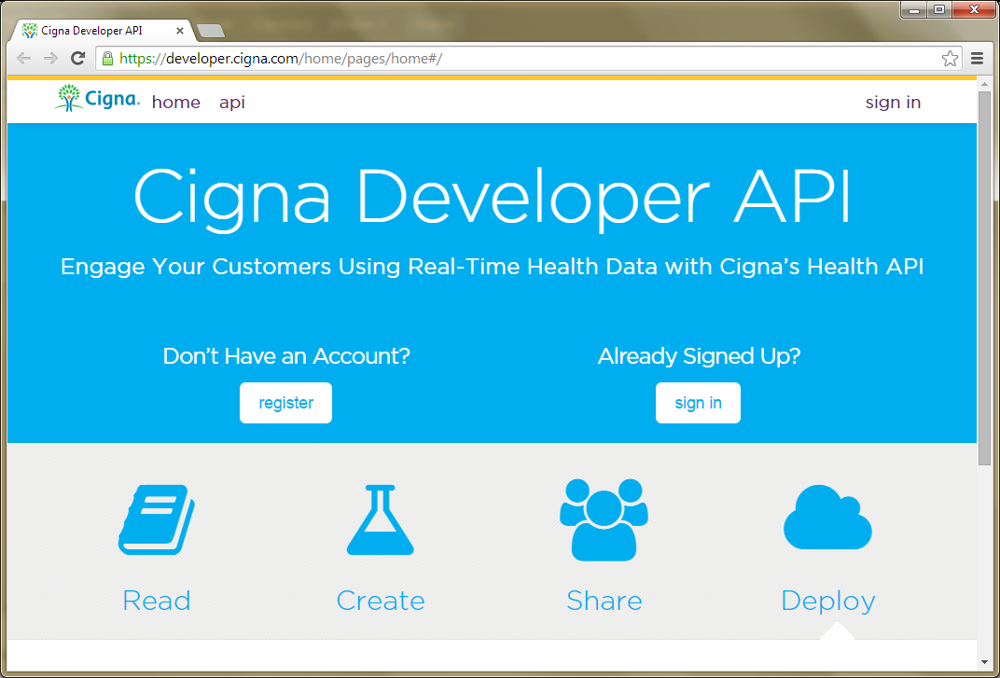 Cigna Developer API
https://developer.cigna.com/home/pages/home#/
Cigna. home api sign in
Cigna Developer API
Engage Your Customers Using Real-Time Health Data with Cigna’s Health API
Don’t Have an Account? Already Signed Up?
register sign in
Read Create Share Deploy